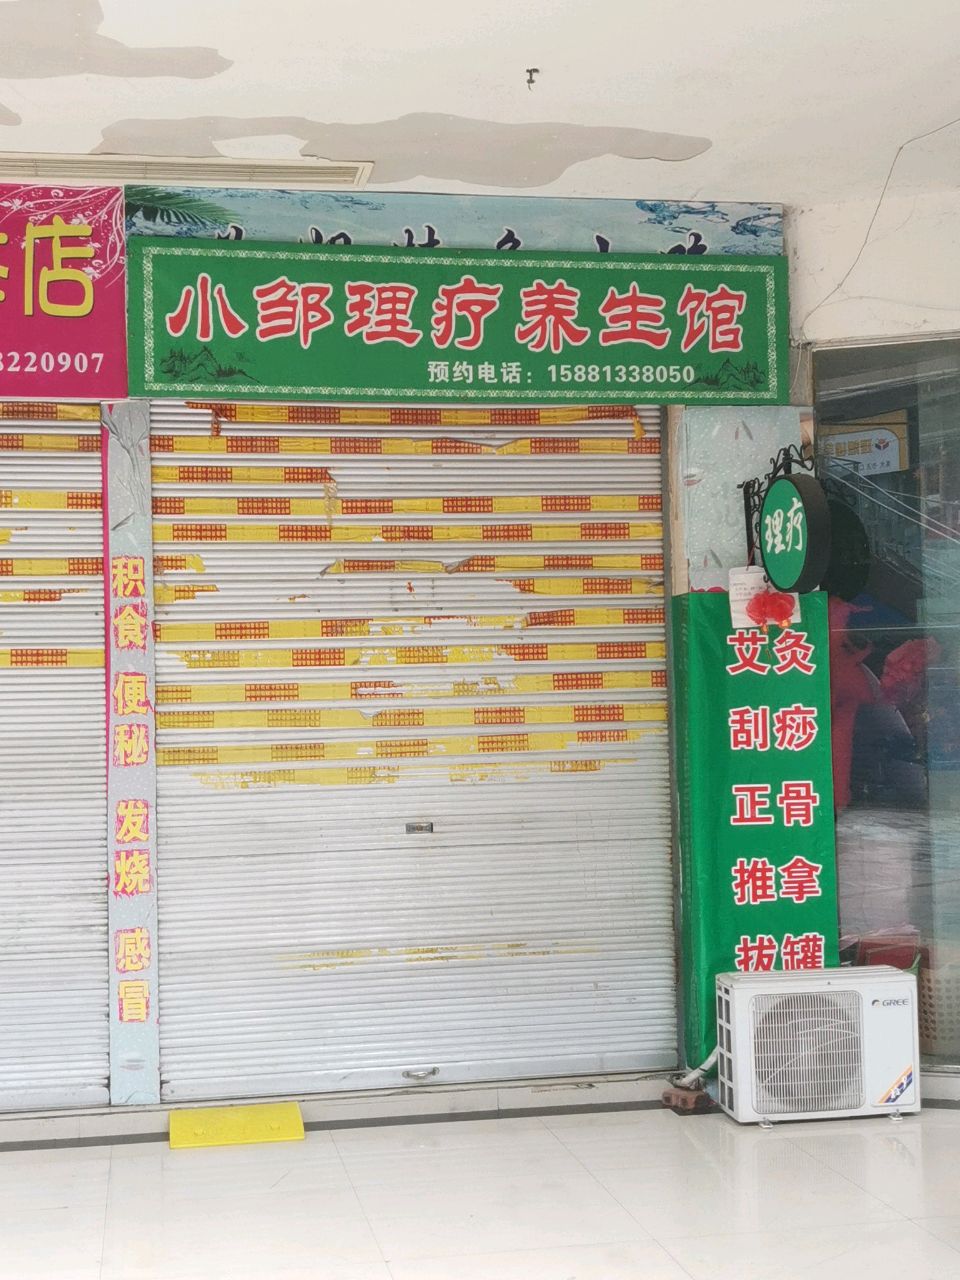 店
8220907
小邹理疗养生馆
预约电话：15881338050
理疗
积食 便秘 发烧 感冒
艾灸
刮痧
正骨
推拿
拔罐
GREE